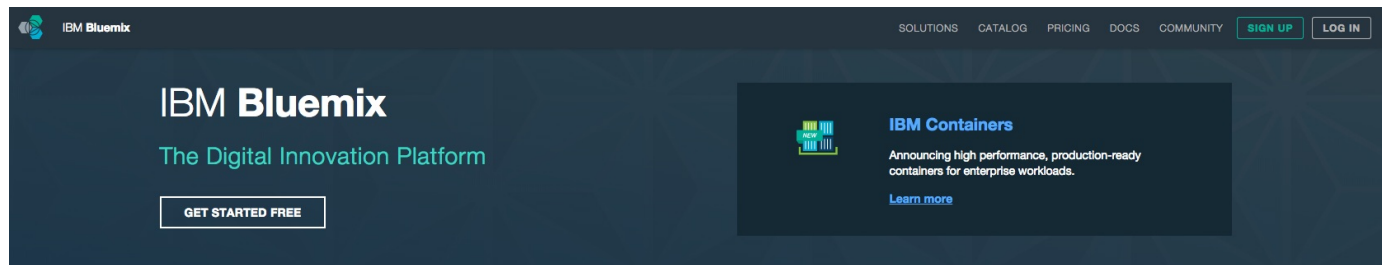 IBM Bluemix
SOLUTIONS CATALOG PRICING DOCS COMMUNITY SIGN UP LOG IN
IBM Bluemix
The Digital Innovation Platform
GET STARTED FREE
NEW
IBM Containers
Announcing high performance, production-ready
containers for enterprise workloads.
Learn more